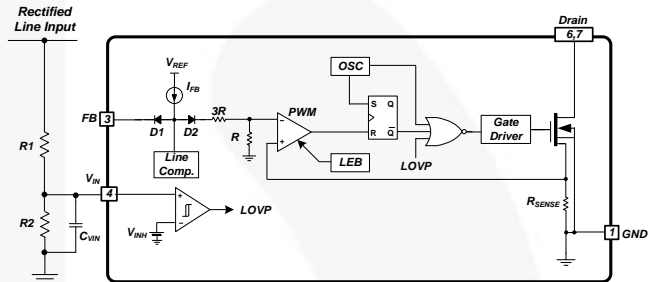 Rectified
Line Input
Drain
6,7
VREF
IFB
OSC
FB
3
D1
D2
3R
R
PWM
S Q
R Q
Gate
Driver
Line
Comp.
LEB
LOVP
R1
VIN
4
LOVP
RSENSE
R2
CVIN
VINH
1
GND